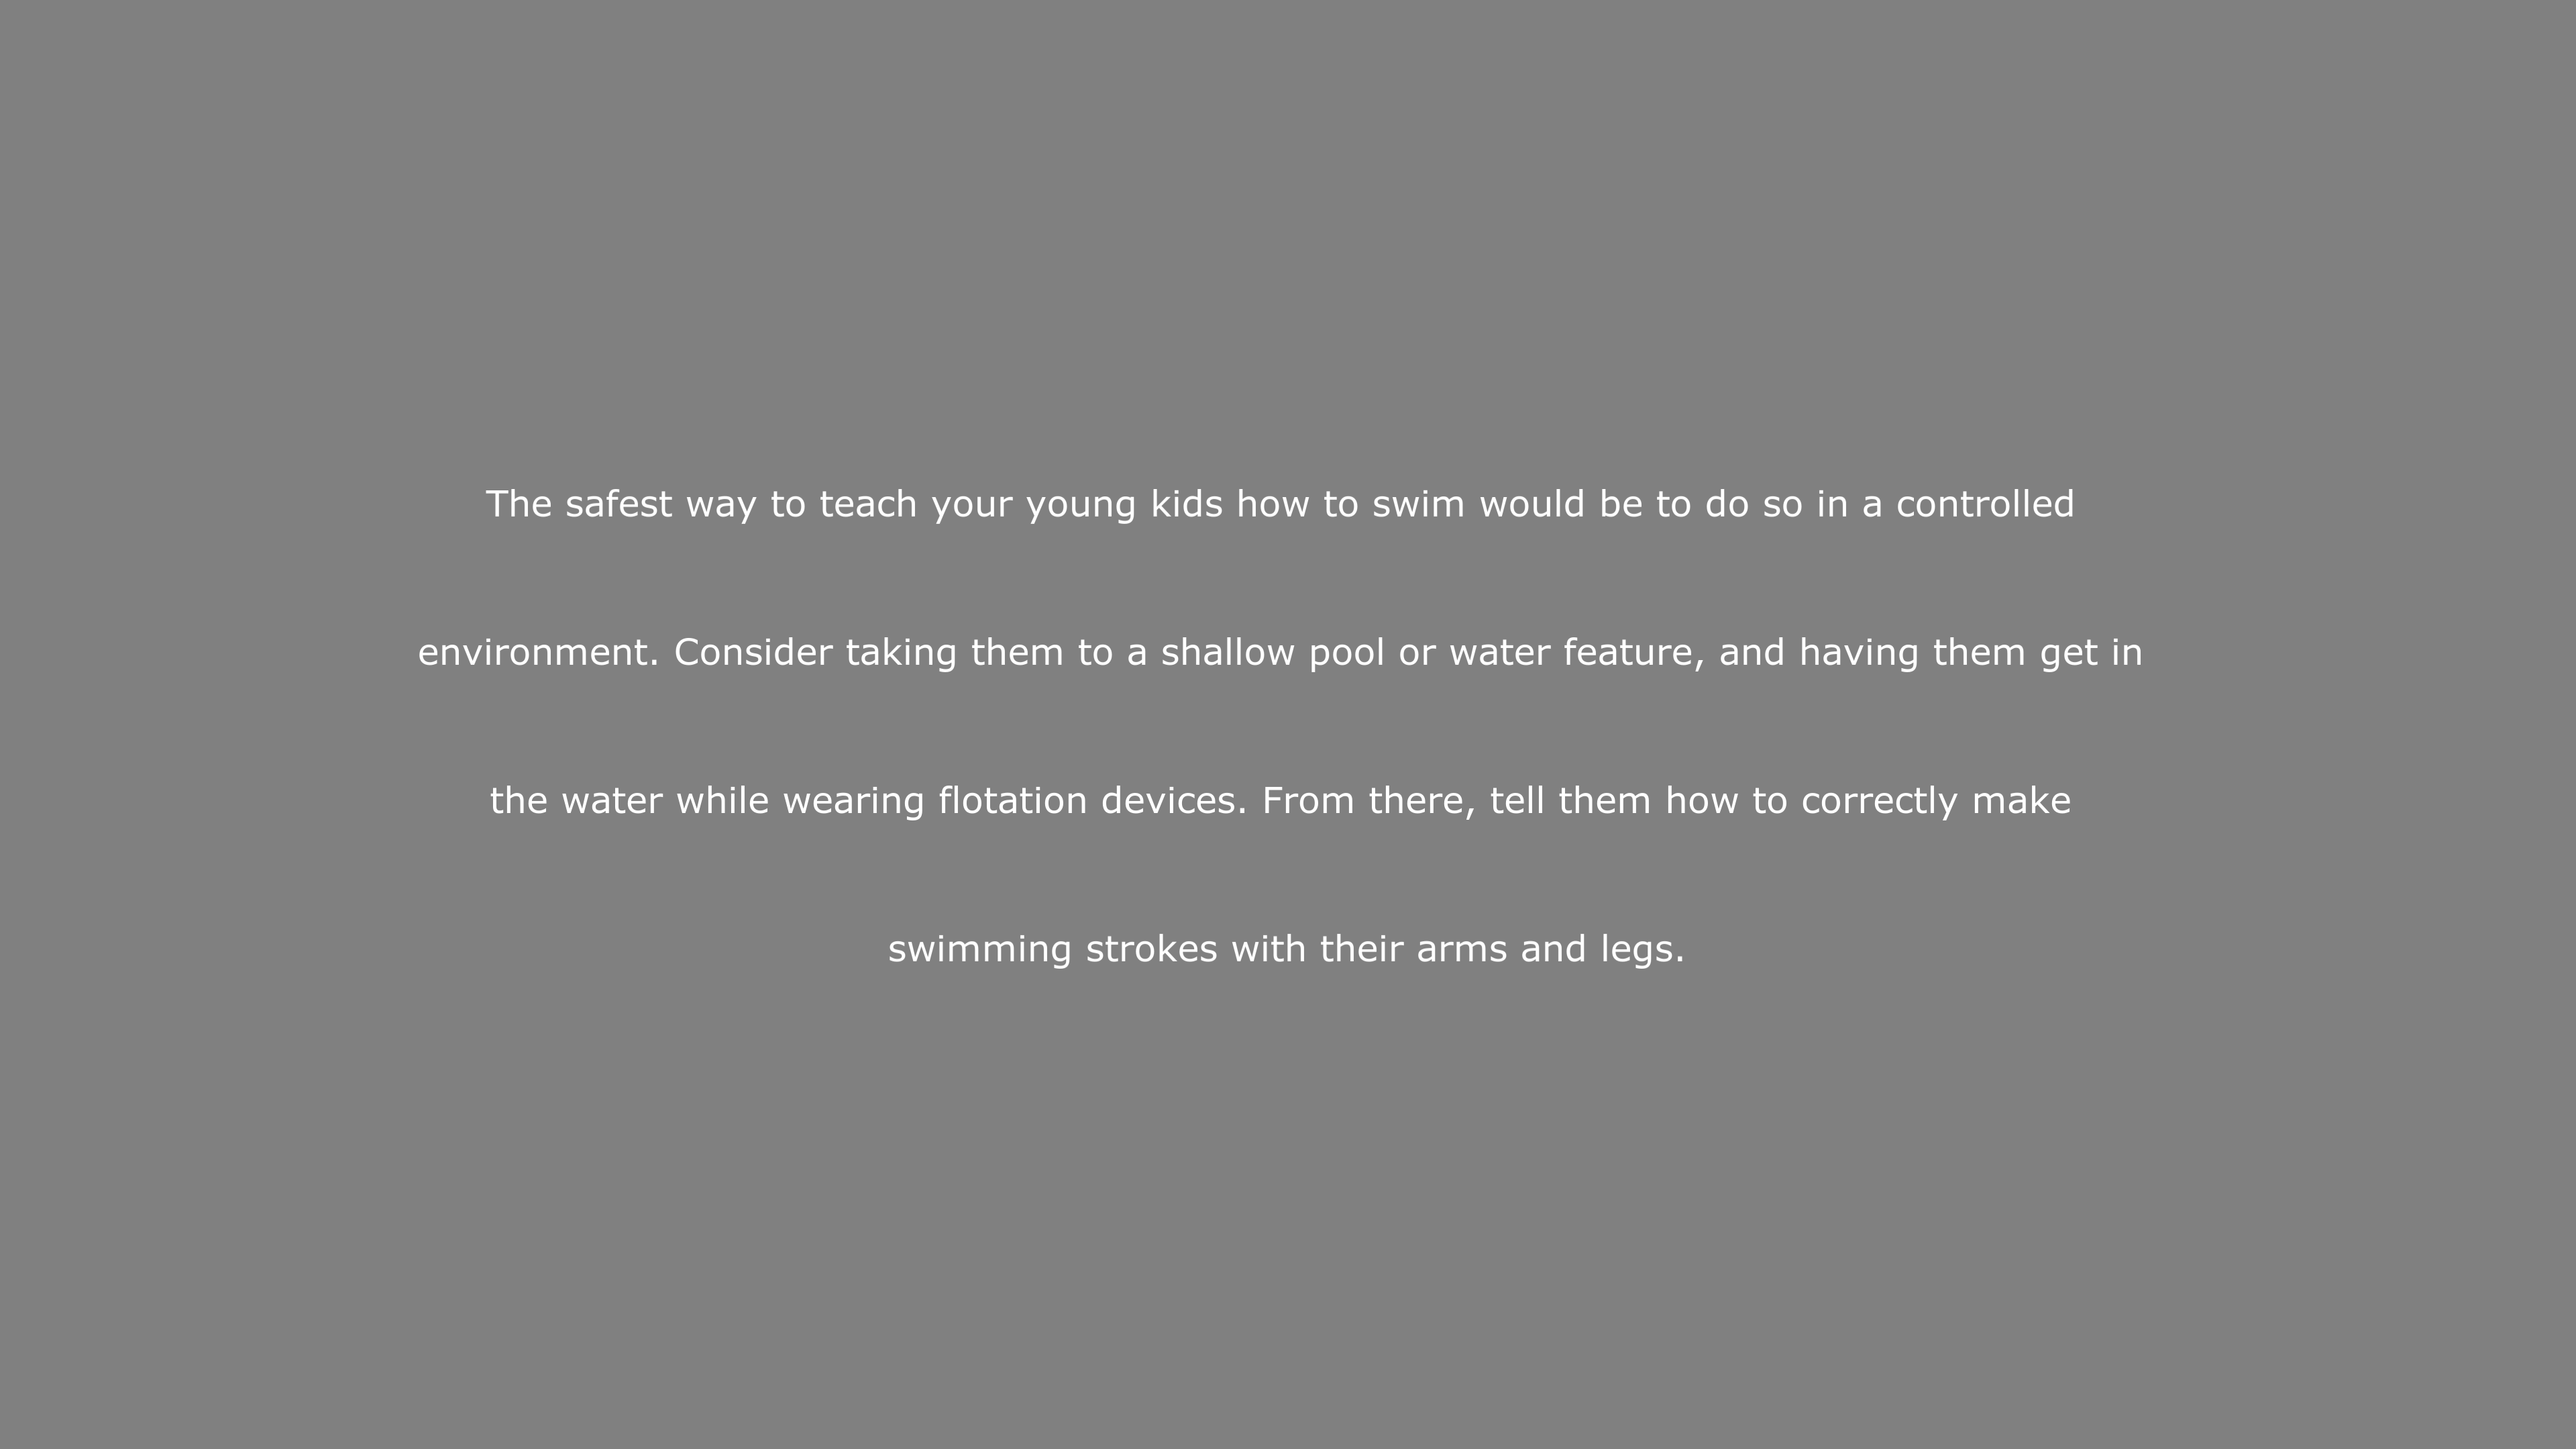 The safest way to teach your young kids how to swim would be to do so in a controlled
environment. Consider taking them to a shallow pool or water feature, and having them get in
the water while wearing flotation devices. From there, tell them how to correctly make
swimming strokes with their arms and legs.